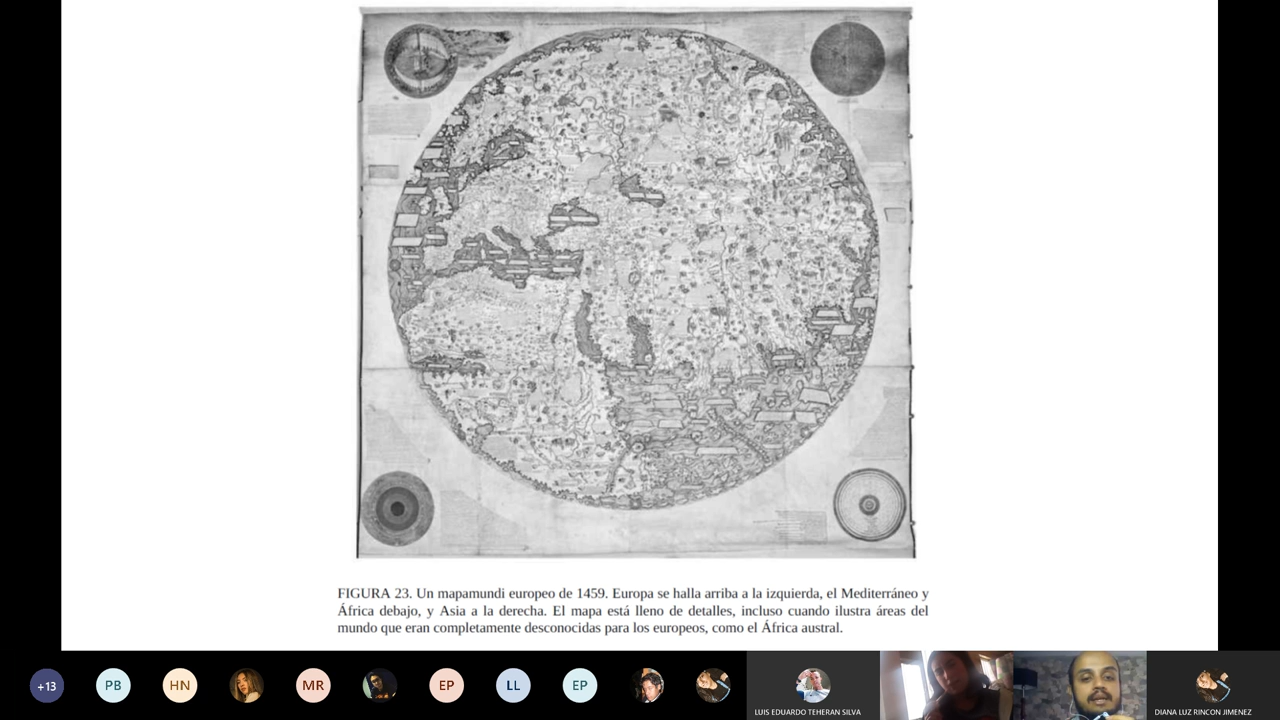 FIGURA 23. Un mapamundi europeo de 1459. Europa se halla arriba a la izquierda, el Mediterráneo y
África debajo, y Asia a la derecha. El mapa está lleno de detalles, incluso cuando ilustra áreas del
mundo que eran completamente desconocidas para los europeos, como el África austral.
+13
PB
HN
MR
EP
LL
EP
LUIS EDUARDO TEHERAN SILVA
DIANA LUZ RINCON JIMENEZ